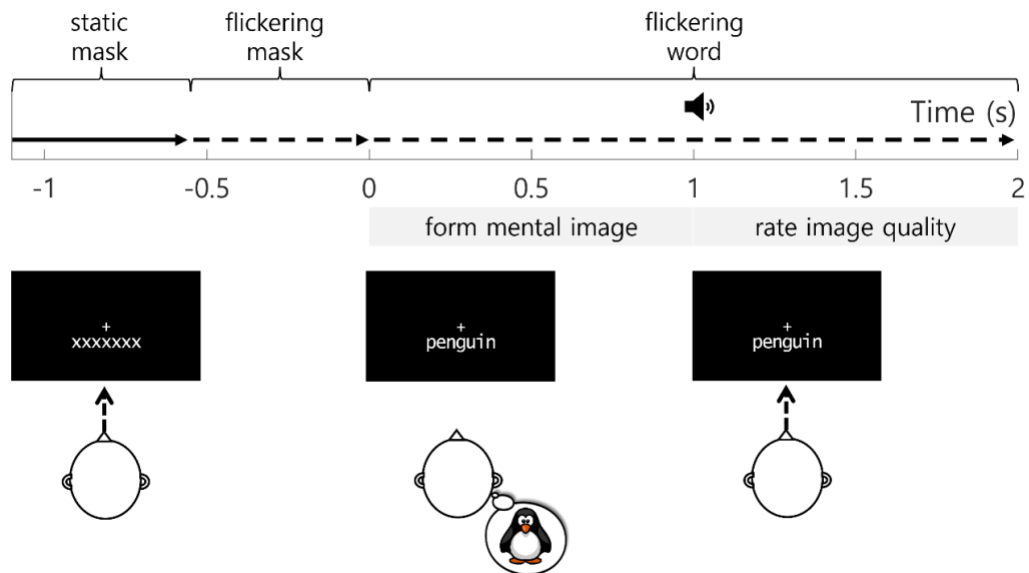 static
mask
flickering
mask
flickering
word
Time (s)
-1
-0.5
0
0.5
1
1.5
2
form mental image
rate image quality
+
xxxxxxx
+
penguin
+
penguin